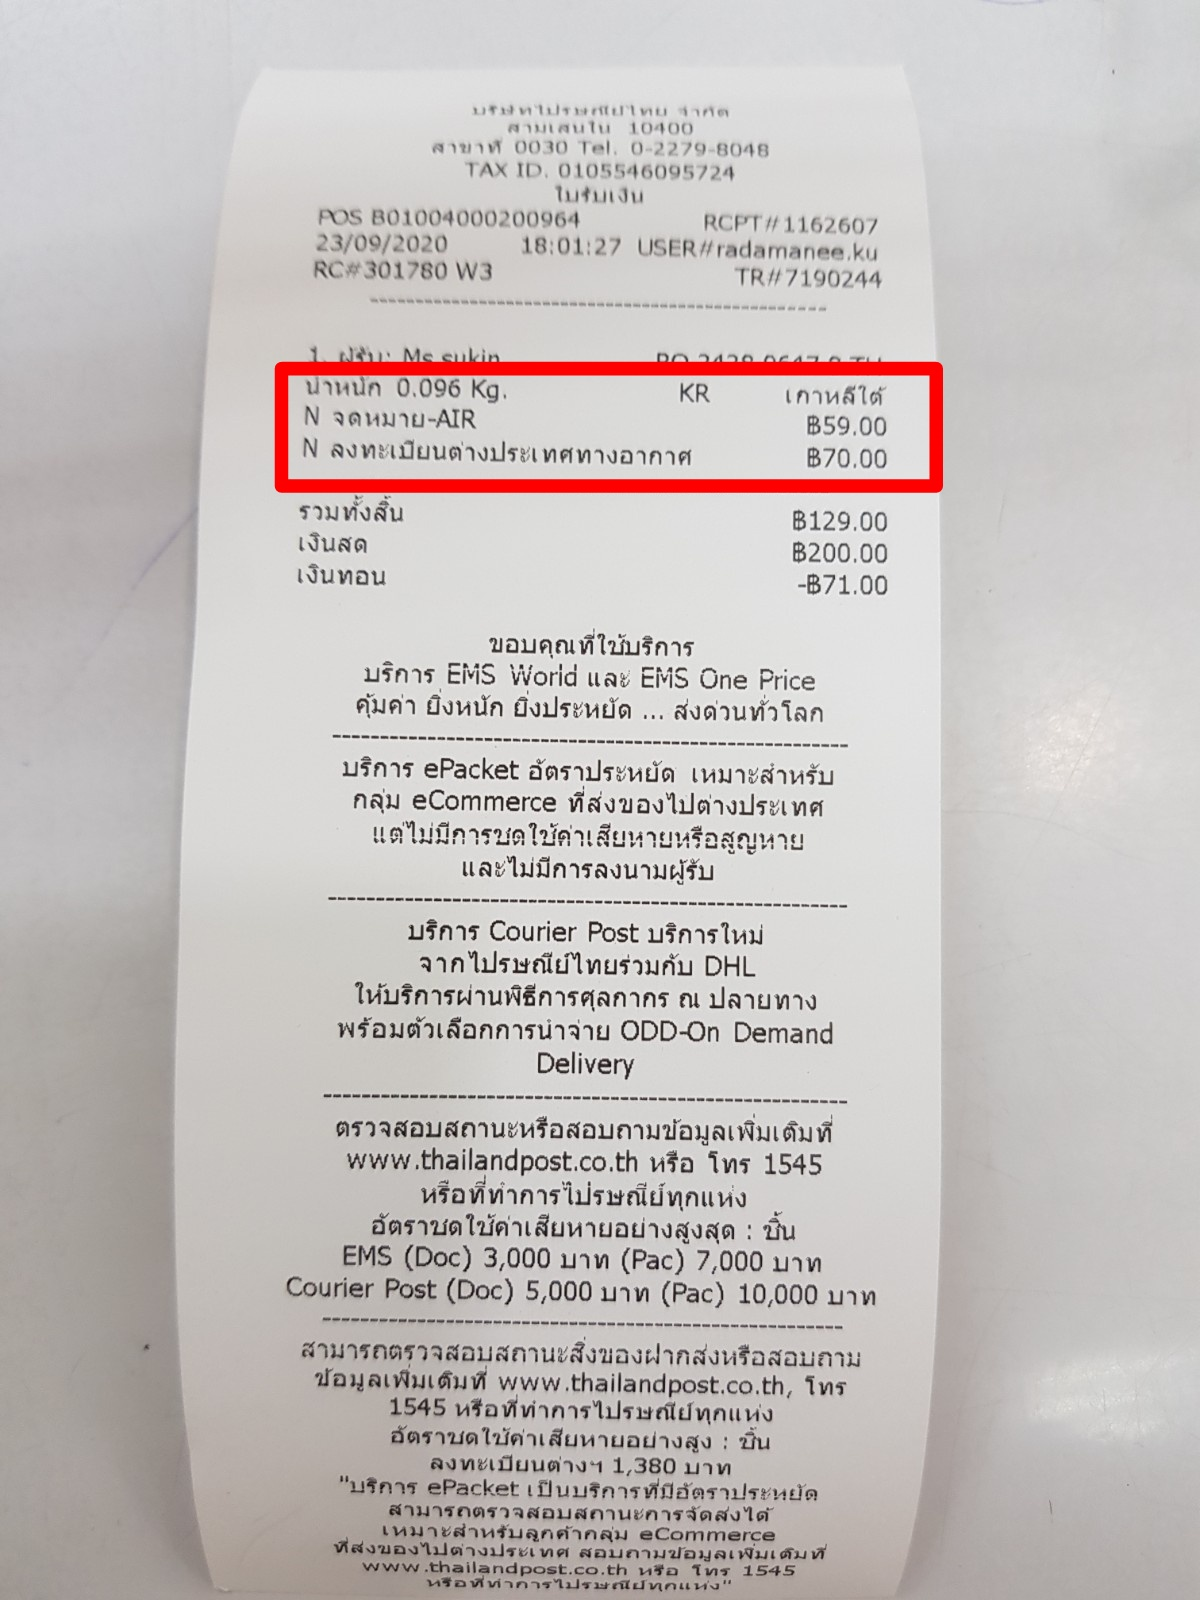 บริษัทไปรษณีย์ไทย จำกัด
สามเสนใน 10400
สาขาที่ 0030 Tel. 0-2279-8048
TAX ID. 0105546095724
ใบรับเงิน
POS B01004000200964 RCPT#1162607
23/09/2020 18:01:27 USER#radamanee.ku
RC#301780 W3 TR#7190244
1. ผู้รับ: Ms sukin
น้ำหนัก 0.096 Kg. KR เกาหลีใต้
N จดหมาย-AIR ฿59.00
N ลงทะเบียนต่างประเทศทางอากาศ ฿70.00
รวมทั้งสิ้น ฿129.00
เงินสด ฿200.00
เงินทอน -฿71.00
ขอบคุณที่ใช้บริการ
บริการ EMS World และ EMS One Price
คุ้มค่า ยิ่งหนัก ยิ่งประหยัด ... ส่งด่วนทั่วโลก
บริการ ePacket อัตราประหยัด เหมาะสำหรับ
กลุ่ม eCommerce ที่ส่งของไปต่างประเทศ
แต่ไม่มีการชดใช้ค่าเสียหายหรือสูญหาย
และไม่มีการลงนามผู้รับ
บริการ Courier Post บริการใหม่
จากไปรษณีย์ไทยร่วมกับ DHL
ให้บริการผ่านพิธีการศุลกากร ณ ปลายทาง
พร้อมตัวเลือกการนำจ่าย ODD-On Demand
Delivery
ตรวจสอบสถานะหรือสอบถามข้อมูลเพิ่มเติมที่
www.thailandpost.co.th หรือ โทร 1545
หรือที่ทำการไปรษณีย์ทุกแห่ง
อัตราชดใช้ค่าเสียหายอย่างสูงสุด : ชิ้น
EMS (Doc) 3,000 บาท (Pac) 7,000 บาท
Courier Post (Doc) 5,000 บาท (Pac) 10,000 บาท
สามารถตรวจสอบสถานะสิ่งของฝากส่งหรือสอบถาม
ข้อมูลเพิ่มเติมที่ www.thailandpost.co.th, โทร
1545 หรือที่ทำการไปรษณีย์ทุกแห่ง
อัตราชดใช้ค่าเสียหายอย่างสูง : ชิ้น
ลงทะเบียนต่างฯ 1,380 บาท
"บริการ ePacket เป็นบริการที่มีอัตราประหยัด
สามารถตรวจสอบสถานะการจัดส่งได้
เหมาะสำหรับลูกค้ากลุ่ม eCommerce
ที่ส่งของไปต่างประเทศ สอบถามข้อมูลเพิ่มเติมที่
www.thailandpost.co.th หรือ โทร 1545
หรือที่ทำการไปรษณีย์ทุกแห่ง"